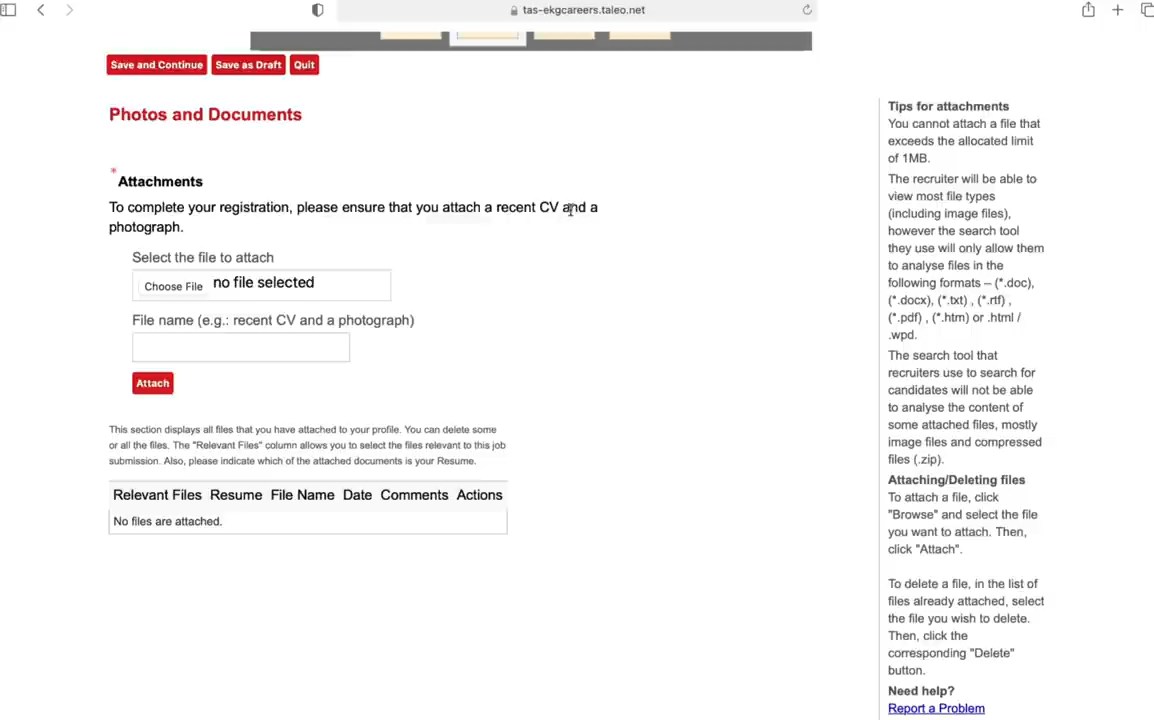 tas-ekgcareers.taleo.net
Save and Continue Save as Draft Quit
Photos and Documents
* Attachments
To complete your registration, please ensure that you attach a recent CV and a
photograph.
Select the file to attach
Choose File no file selected
File name (e.g.: recent CV and a photograph)
Attach
This section displays all files that you have attached to your profile. You can delete some
or all the files. The "Relevant Files" column allows you to select the files relevant to this job
submission. Also, please indicate which of the attached documents is your Resume.
Relevant Files Resume File Name Date Comments Actions
No files are attached.
Tips for attachments
You cannot attach a file that
exceeds the allocated limit
of 1MB.
The recruiter will be able to
view most file types
(including image files),
however the search tool
they use will only allow them
to analyse files in the
following formats – (*.doc),
(*.docx), (*.txt) , (*.rtf) ,
(*.pdf) , (*.htm) or .html /
.wpd.
The search tool that
recruiters use to search for
candidates will not be able
to analyse the content of
some attached files, mostly
image files and compressed
files (.zip).
Attaching/Deleting files
To attach a file, click
"Browse" and select the file
you want to attach. Then,
click "Attach".
To delete a file, in the list of
files already attached, select
the file you wish to delete.
Then, click the
corresponding "Delete"
button.
Need help?
Report a Problem